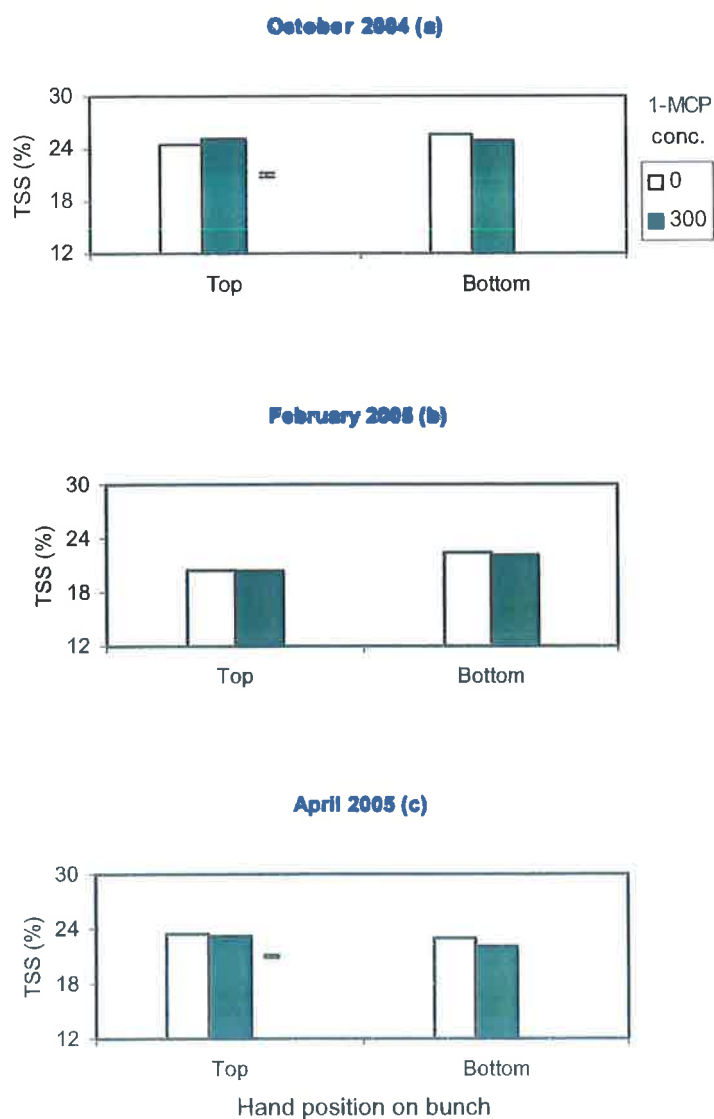 October 2004 (a)
30
24
18
12
TSS (%)
Top
Bottom
1-MCP
conc.
0
300
February 2005 (b)
30
24
18
12
TSS (%)
Top
Bottom
April 2005 (c)
30
24
18
12
TSS (%)
Top
Bottom
Hand position on bunch